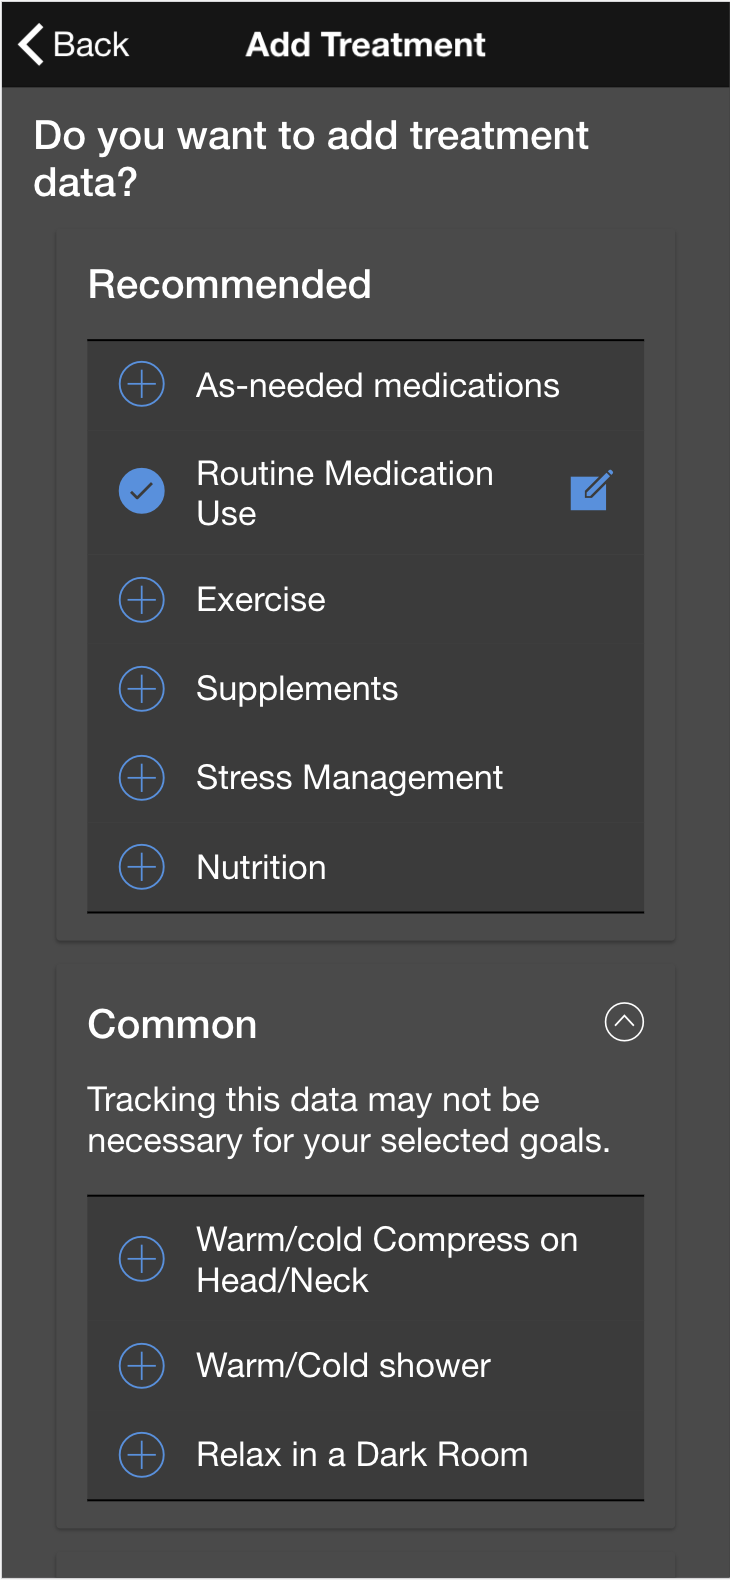 Back
Add Treatment
Do you want to add treatment
data?
Recommended
As-needed medications
Routine Medication
Use
Exercise
Supplements
Stress Management
Nutrition
Common
Tracking this data may not be
necessary for your selected goals.
Warm/cold Compress on
Head/Neck
Warm/Cold shower
Relax in a Dark Room